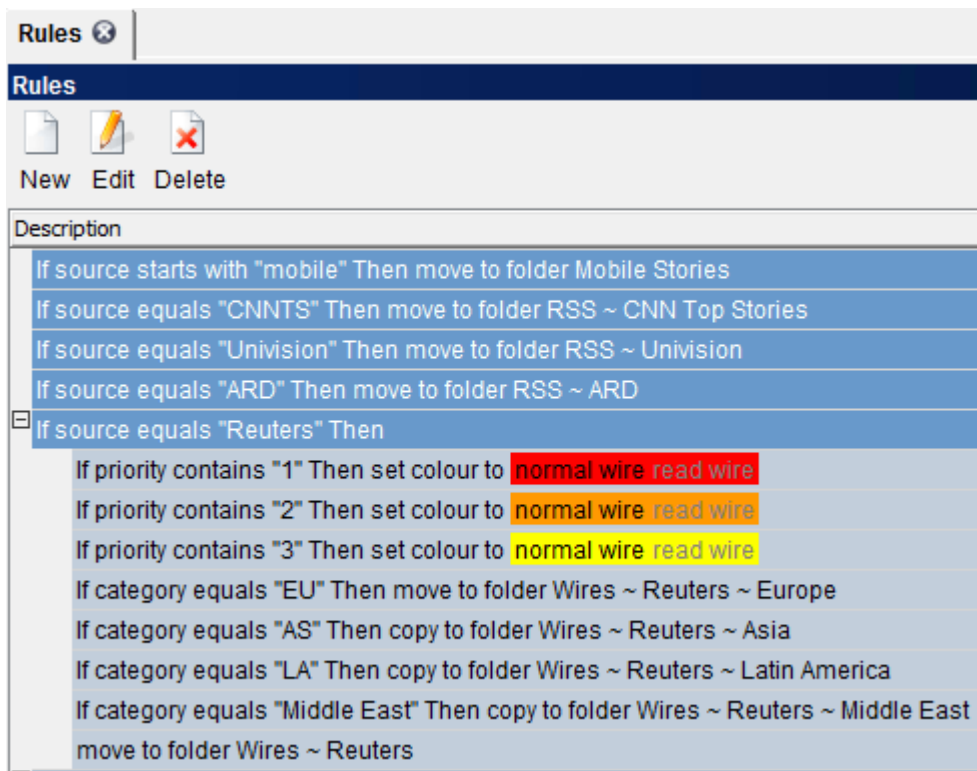 Rules
Rules
New Edit Delete
Description
If source starts with "mobile" Then move to folder Mobile Stories
If source equals "CNNTS" Then move to folder RSS ~ CNN Top Stories
If source equals "Univision" Then move to folder RSS ~ Univision
If source equals "ARD" Then move to folder RSS ~ ARD
If source equals "Reuters" Then
If priority contains "1" Then set colour to normal wire read wire
If priority contains "2" Then set colour to normal wire read wire
If priority contains "3" Then set colour to normal wire read wire
If category equals "EU" Then move to folder Wires ~ Reuters ~ Europe
If category equals "AS" Then copy to folder Wires ~ Reuters ~ Asia
If category equals "LA" Then copy to folder Wires ~ Reuters ~ Latin America
If category equals "Middle East" Then copy to folder Wires ~ Reuters ~ Middle East
move to folder Wires ~ Reuters